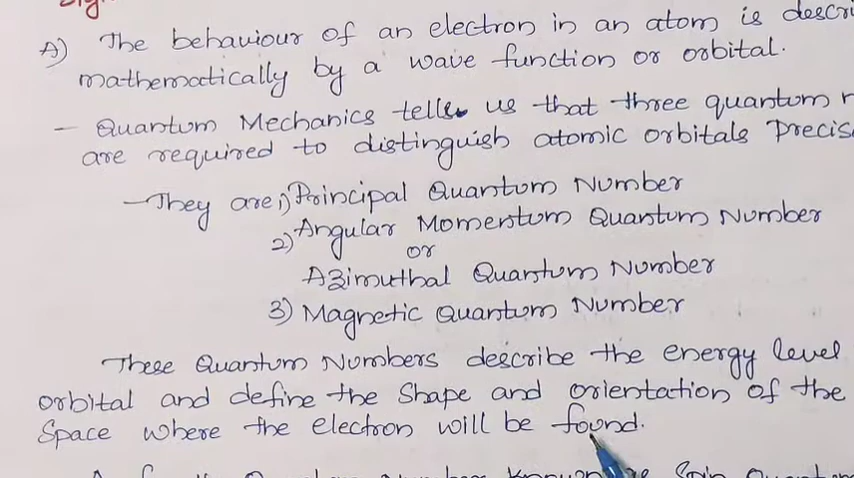 A) The behaviour of an electron in an atom is descri
mathematically by a wave function or orbital.
- Quantum Mechanics tells us that three quantum
are required to distinguish atomic orbitals Precis
- They are 1) Principal Quantum Number
2) Angular Momentum Quantum Number
or
Azimuthal Quantum Number
3) Magnetic Quantum Number
These Quantum Numbers describe the energy level
orbital and define the Shape and orientation of the
Space where the electron will be found.